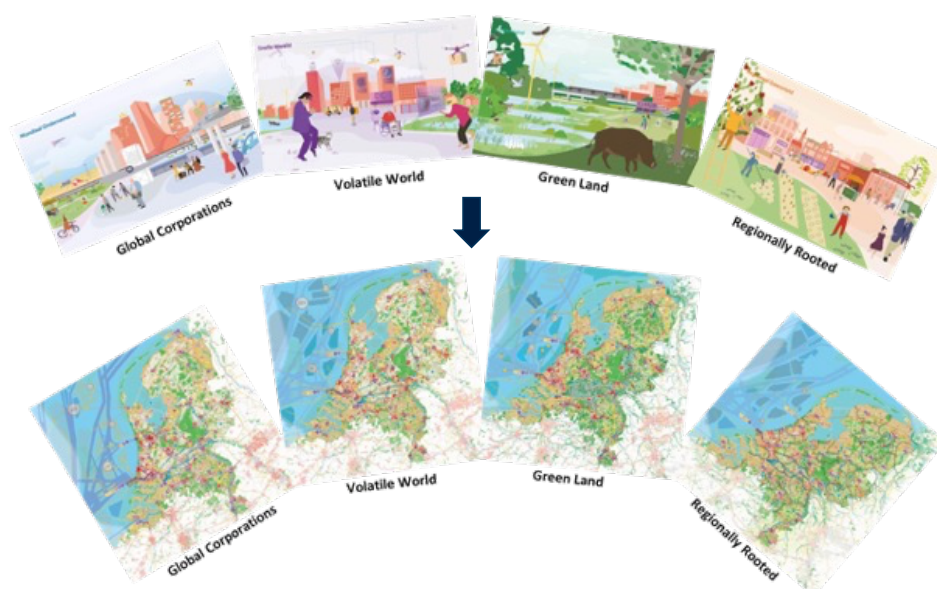 Global Corporations
Volatile World
Green Land
Regionally Rooted
Global Corporations
Volatile World
Green Land
Regionally Rooted